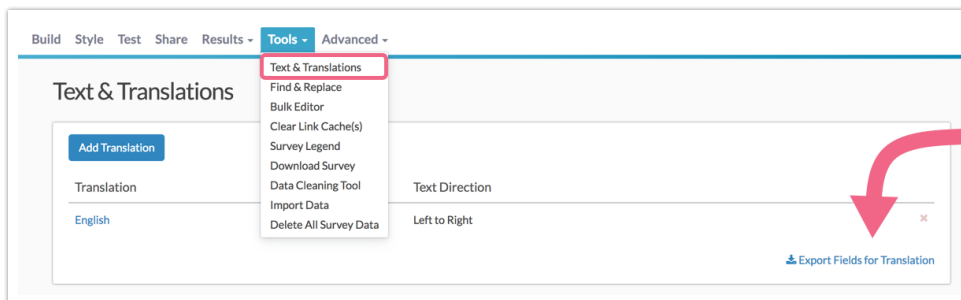 Build Style Test Share Results Tools Advanced
Text & Translations
Find & Replace
Bulk Editor
Clear Link Cache(s)
Survey Legend
Download Survey
Data Cleaning Tool
Import Data
Delete All Survey Data
Text & Translations
Add Translation
Translation Text Direction
English Left to Right
Export Fields for Translation